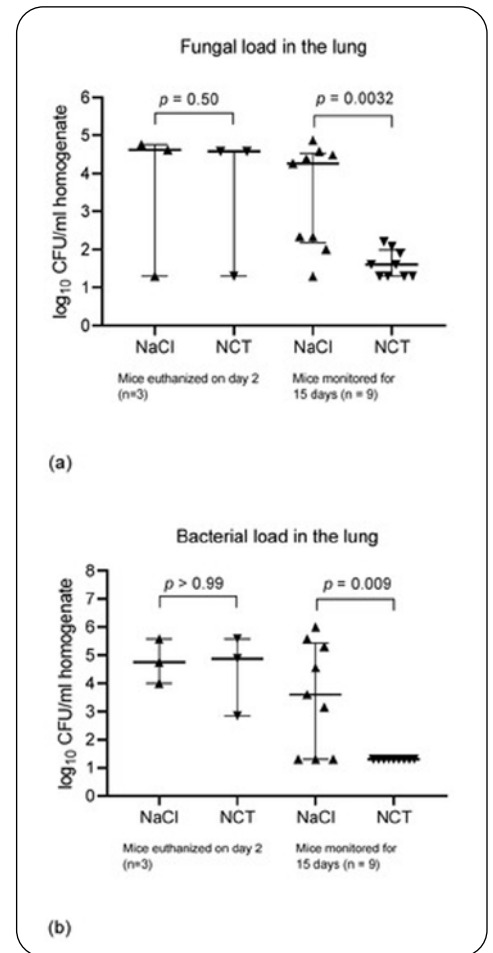 Fungal load in the lung
p = 0.50
p = 0.0032
log10 CFU/ml homogenate
6
5
4
3
2
1
0
NaCl NCT NaCl NCT
Mice euthanized on day 2 Mice monitored for
(n=3) 15 days (n = 9)
(a)
Bacterial load in the lung
p > 0.99
p = 0.009
log10 CFU/ml homogenate
8
7
6
5
4
3
2
1
0
NaCl NCT NaCl NCT
Mice euthanized on day 2 Mice monitored for
(n=3) 15 days (n = 9)
(b)